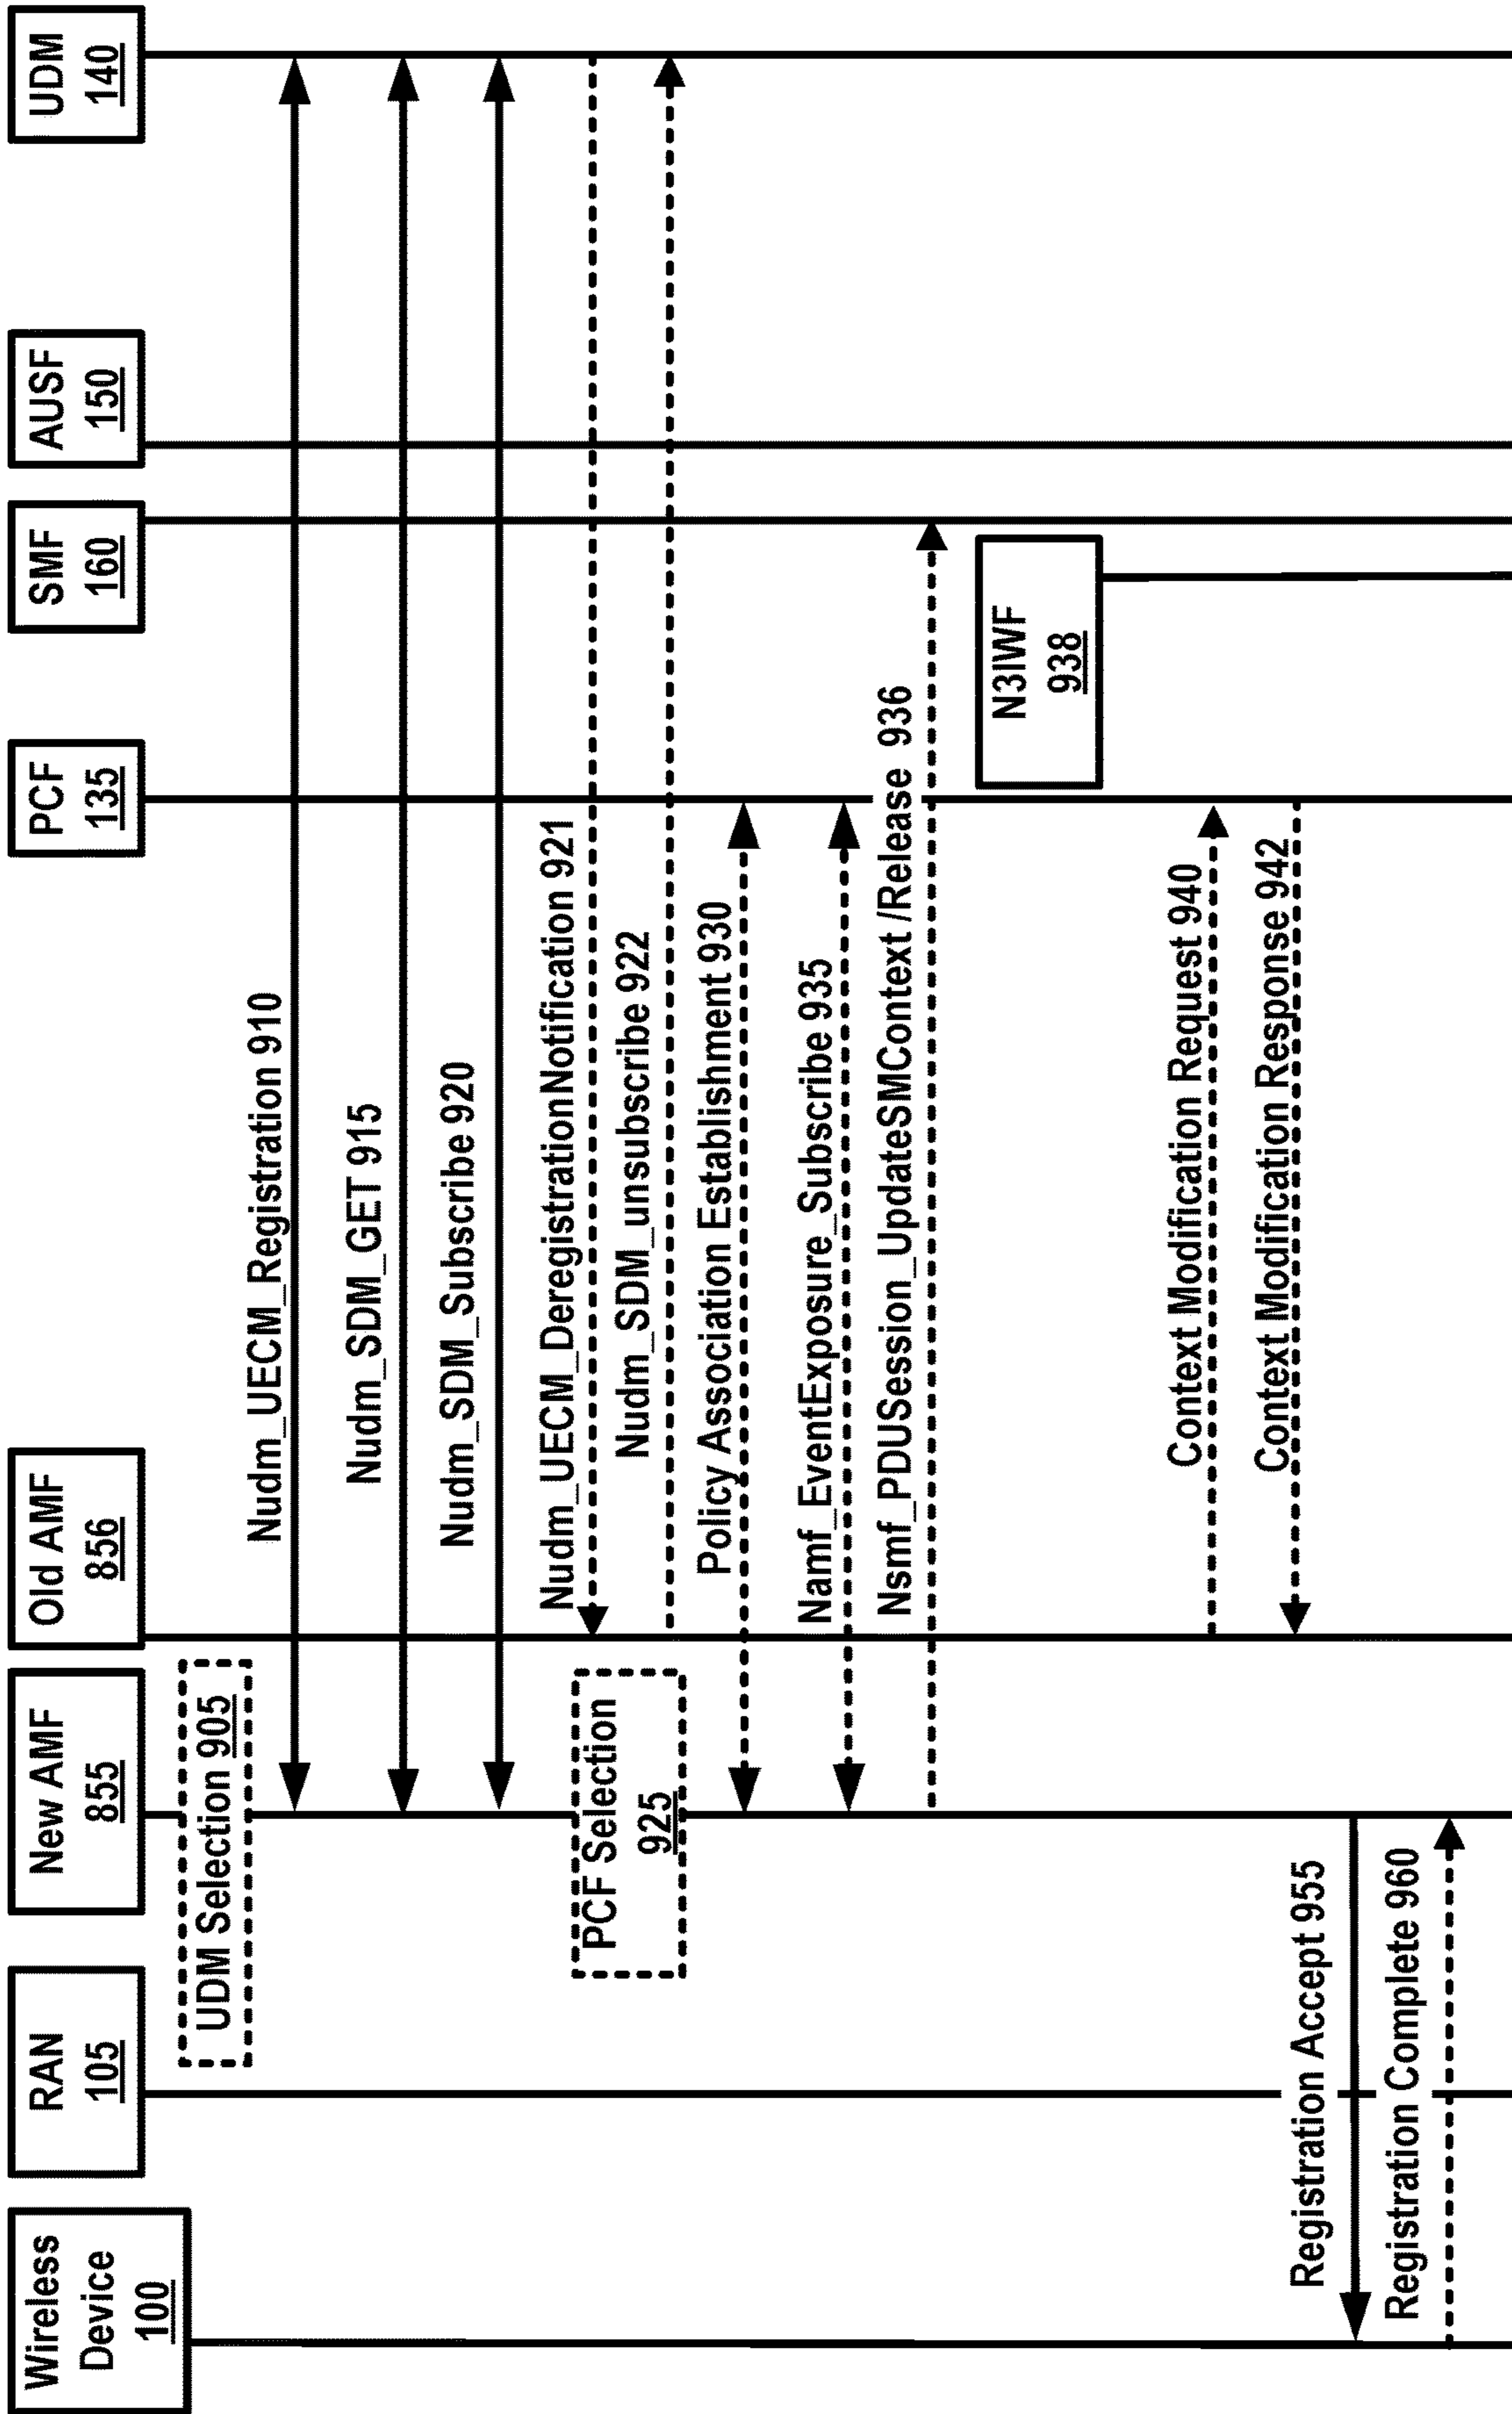 Wireless
Device
100
RAN
105
New AMF
855
Old AMF
856
PCF
135
SMF
160
AUSF
150
UDM
140
UDM Selection 905
Nudm_UECM_Registration 910
Nudm_SDM_GET 915
Nudm_SDM_Subscribe 920
Nudm_UECM_DeregistrationNotification 921
Nudm_SDM_unsubscribe 922
PCF Selection
925
Policy Association Establishment 930
Namf_EventExposure_Subscribe 935
Nsmf_PDUSession_UpdateSMContext /Release 936
N3IWF
938
Context Modification Request 940
Context Modification Response 942
Registration Accept 955
Registration Complete 960